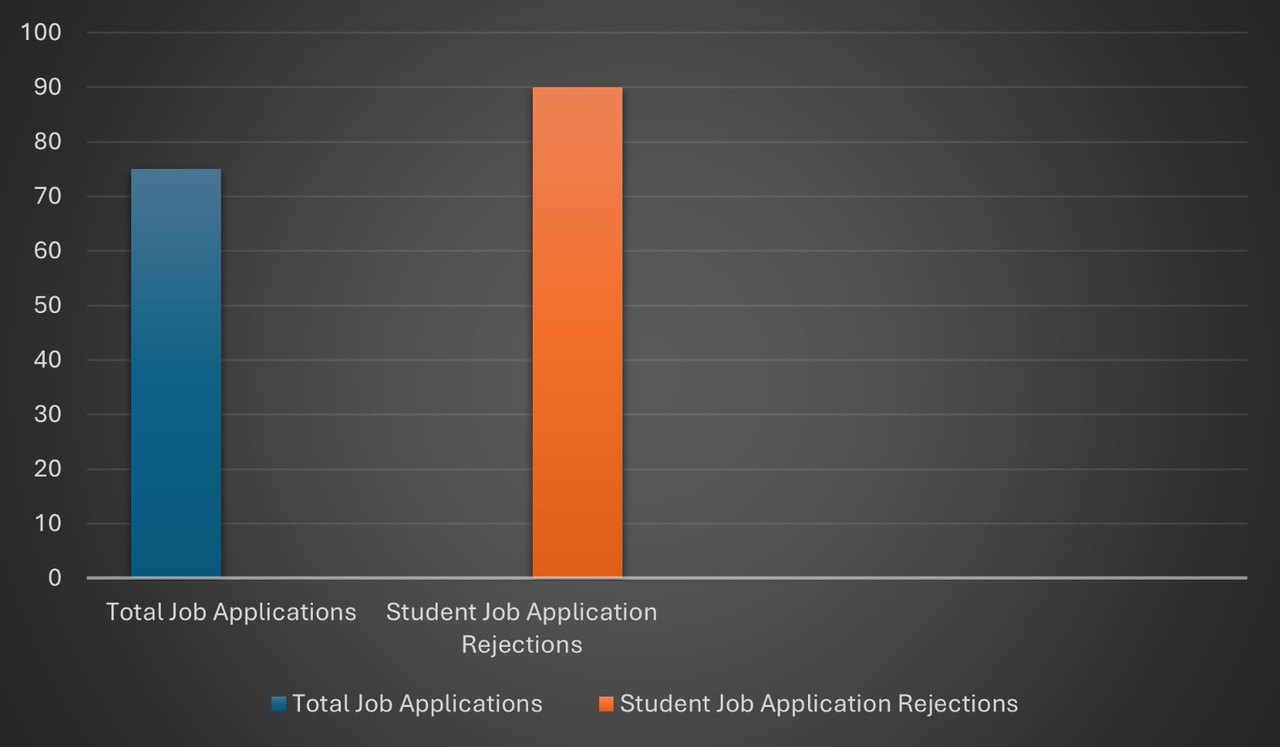 100
90
80
70
60
50
40
30
20
10
0
Total Job Applications
Student Job Application
Rejections
Total Job Applications
Student Job Application Rejections